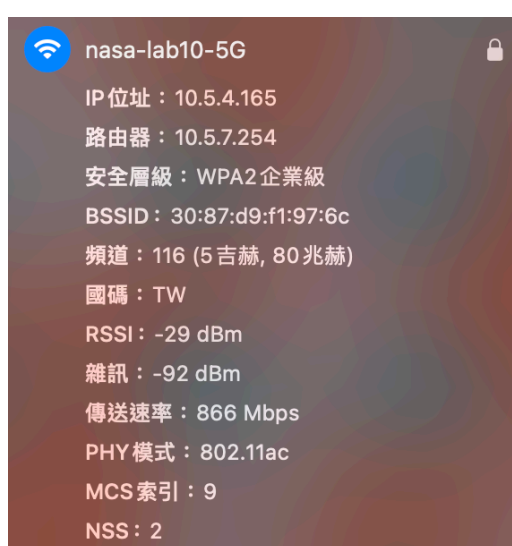 nasa-lab10-5G
IP位址：10.5.4.165
路由器：10.5.7.254
安全層級：WPA2企業級
BSSID：30:87:d9:f1:97:6c
頻道：116 (5吉赫, 80兆赫)
國碼：TW
RSSI：-29 dBm
雜訊：-92 dBm
傳送速率：866 Mbps
PHY模式：802.11ac
MCS索引：9
NSS：2